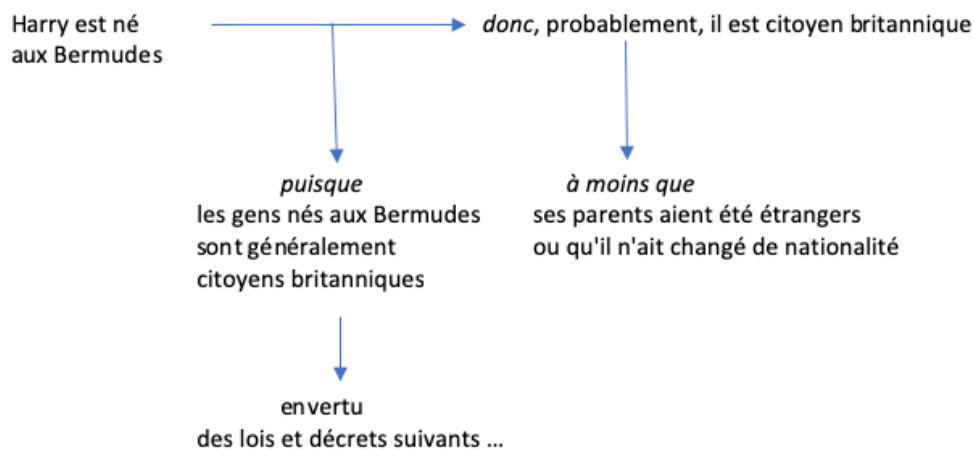 Harry est né
aux Bermudes
donc, probablement, il est citoyen britannique
puisque
les gens nés aux Bermudes
sont généralement
citoyens britanniques
à moins que
ses parents aient été étrangers
ou qu'il n'ait changé de nationalité
en vertu
des lois et décrets suivants ...